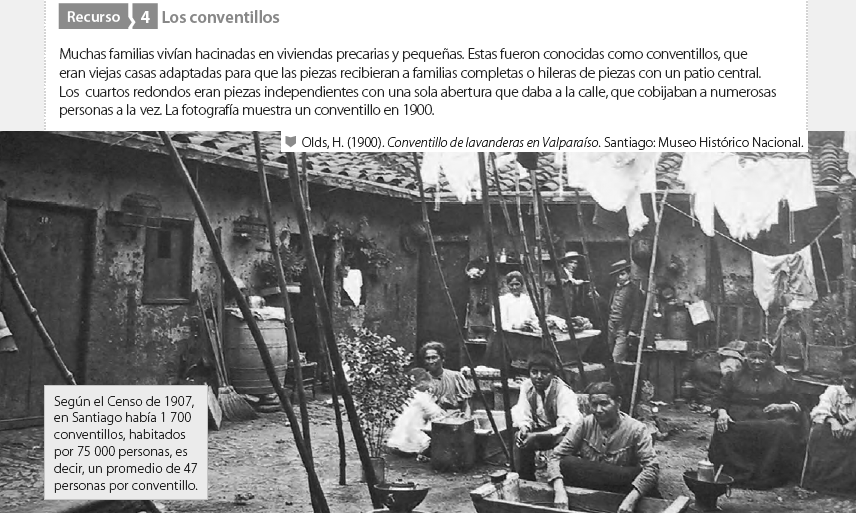 Recurso 4 Los conventillos
Muchas familias vivían hacinadas en viviendas precarias y pequeñas. Estas fueron conocidas como conventillos, que
eran viejas casas adaptadas para que las piezas recibieran a familias completas o hileras de piezas con un patio central.
Los cuartos redondos eran piezas independientes con una sola abertura que daba a la calle, que cobijaban a numerosas
personas a la vez. La fotografía muestra un conventillo en 1900.
Olds, H. (1900). Conventillo de lavanderas en Valparaíso. Santiago: Museo Histórico Nacional.
Según el Censo de 1907,
en Santiago había 1 700
conventillos, habitados
por 75 000 personas, es
decir, un promedio de 47
personas por conventillo.